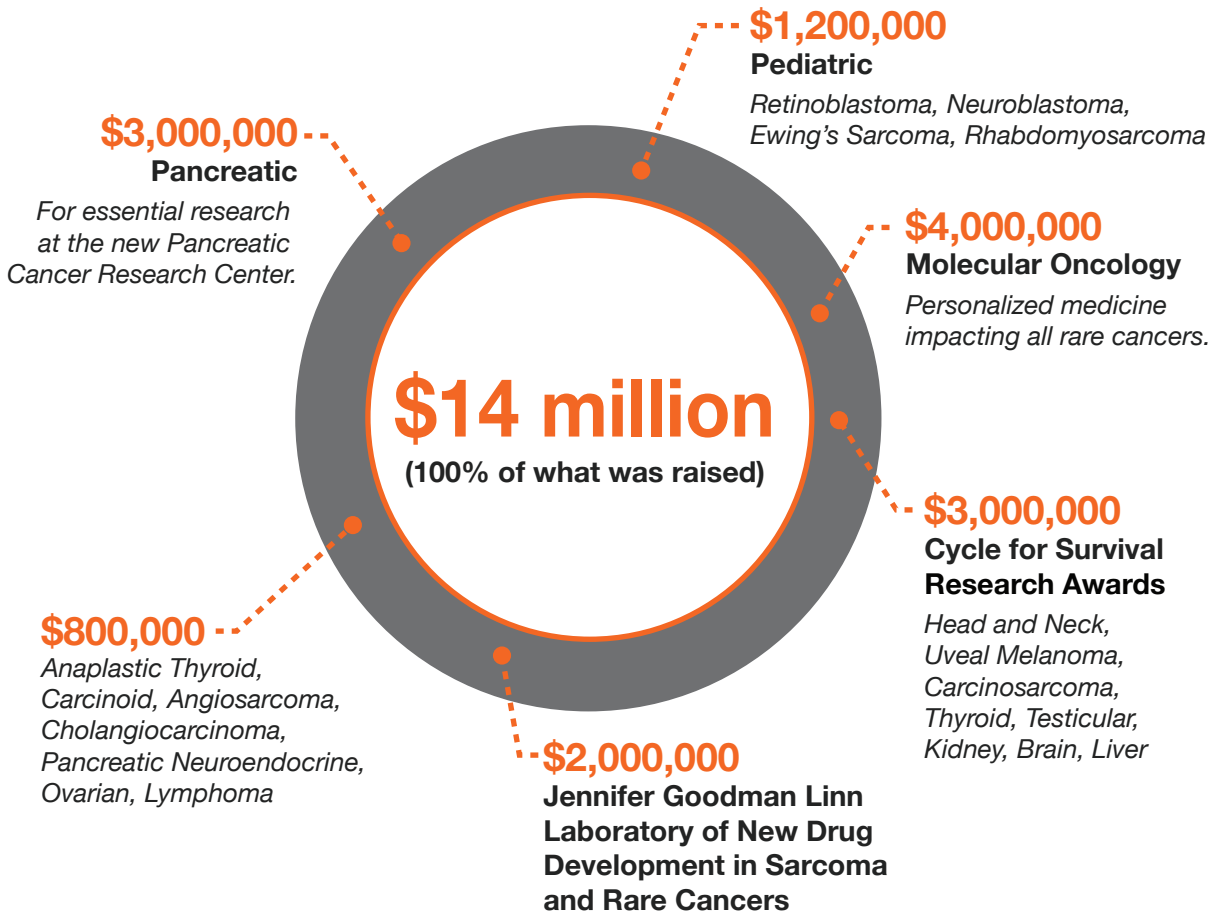 $1,200,000
Pediatric
Retinoblastoma, Neuroblastoma,
Ewing's Sarcoma, Rhabdomyosarcoma
$3,000,000
Pancreatic
For essential research
at the new Pancreatic
Cancer Research Center.
$4,000,000
Molecular Oncology
Personalized medicine
impacting all rare cancers.
$14 million
(100% of what was raised)
$3,000,000
Cycle for Survival
Research Awards
Head and Neck,
Uveal Melanoma,
Carcinosarcoma,
Thyroid, Testicular,
Kidney, Brain, Liver
$800,000
Anaplastic Thyroid,
Carcinoid, Angiosarcoma,
Cholangiocarcinoma,
Pancreatic Neuroendocrine,
Ovarian, Lymphoma
$2,000,000
Jennifer Goodman Linn
Laboratory of New Drug
Development in Sarcoma
and Rare Cancers